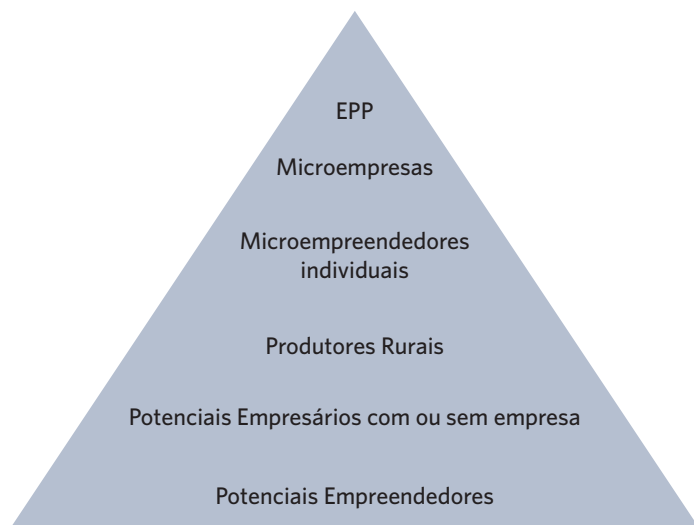 EPP
Microempresas
Microempreendedores
individuais
Produtores Rurais
Potenciais Empresários com ou sem empresa
Potenciais Empreendedores